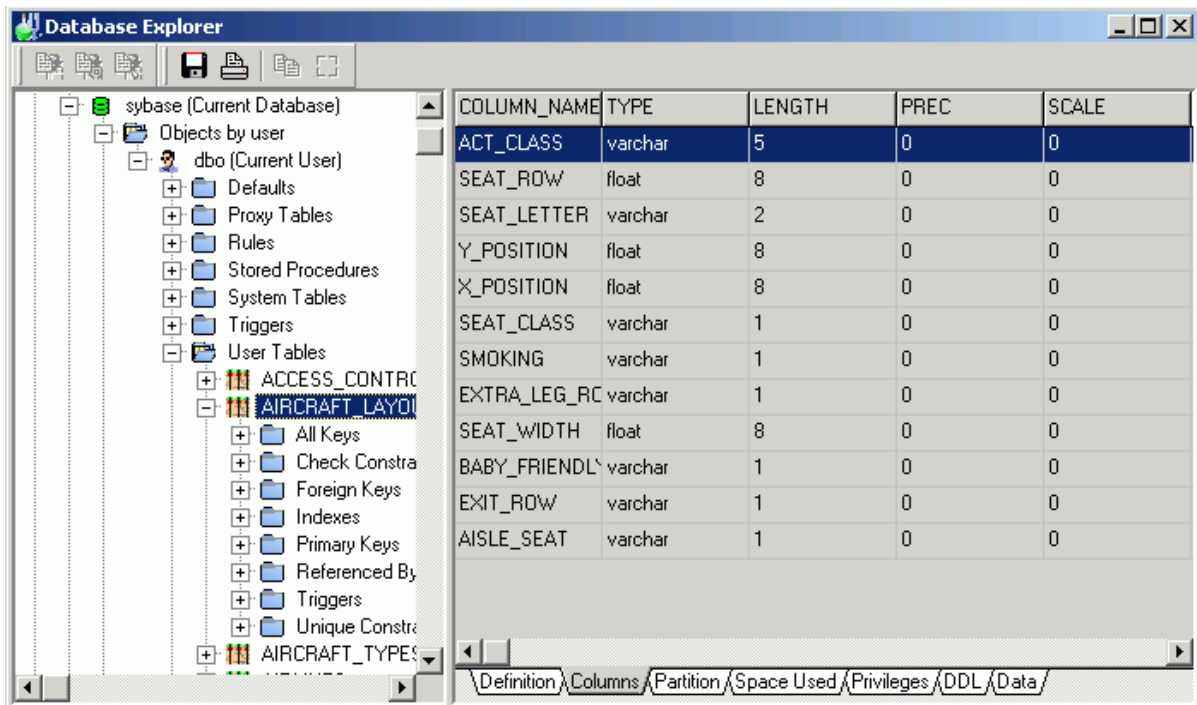 Database Explorer
sybase (Current Database)
Objects by user
dbo (Current User)
Defaults
Proxy Tables
Rules
Stored Procedures
System Tables
Triggers
User Tables
ACCESS_CONTRO
AIRCRAFT_LAYOU
All Keys
Check Constra
Foreign Keys
Indexes
Primary Keys
Referenced By
Triggers
Unique Constra
AIRCRAFT_TYPES
COLUMN_NAME TYPE LENGTH PREC SCALE
ACT_CLASS varchar 5 0 0
SEAT_ROW float 8 0 0
SEAT_LETTER varchar 2 0 0
Y_POSITION float 8 0 0
X_POSITION float 8 0 0
SEAT_CLASS varchar 1 0 0
SMOKING varchar 1 0 0
EXTRA_LEG_RO varchar 1 0 0
SEAT_WIDTH float 8 0 0
BABY_FRIENDLY varchar 1 0 0
EXIT_ROW varchar 1 0 0
AISLE_SEAT varchar 1 0 0
Definition Columns Partition Space Used Privileges DDL Data